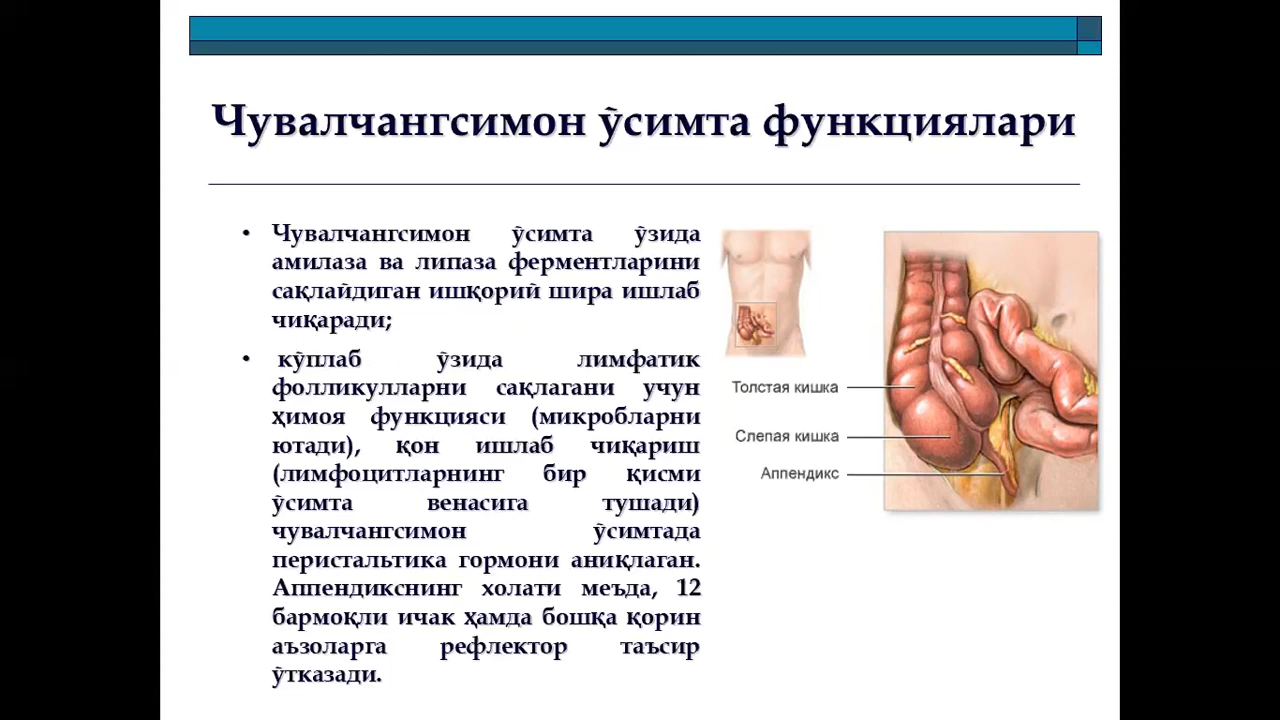 Чувалчангсимон ўсимта функциялари
• Чувалчангсимон ўсимта ўзида
амилаза ва липаза ферментларини
сақлайдиган ишқорий шира ишлаб
чиқаради;
• кўплаб ўзида лимфатик
фолликулларни сақлагани учун
ҳимоя функцияси (микробларни
ютади), қон ишлаб чиқариш
(лимфоцитларнинг бир қисми
ўсимта венасига тушади)
чувалчангсимон ўсимтада
перистальтика гормони аниқлаган.
Аппендикснинг холати меъда, 12
бармоқли ичак ҳамда бошқа қорин
аъзоларга рефлектор таъсир
ўтказади.
Толстая кишка
Слепая кишка
Аппендикс